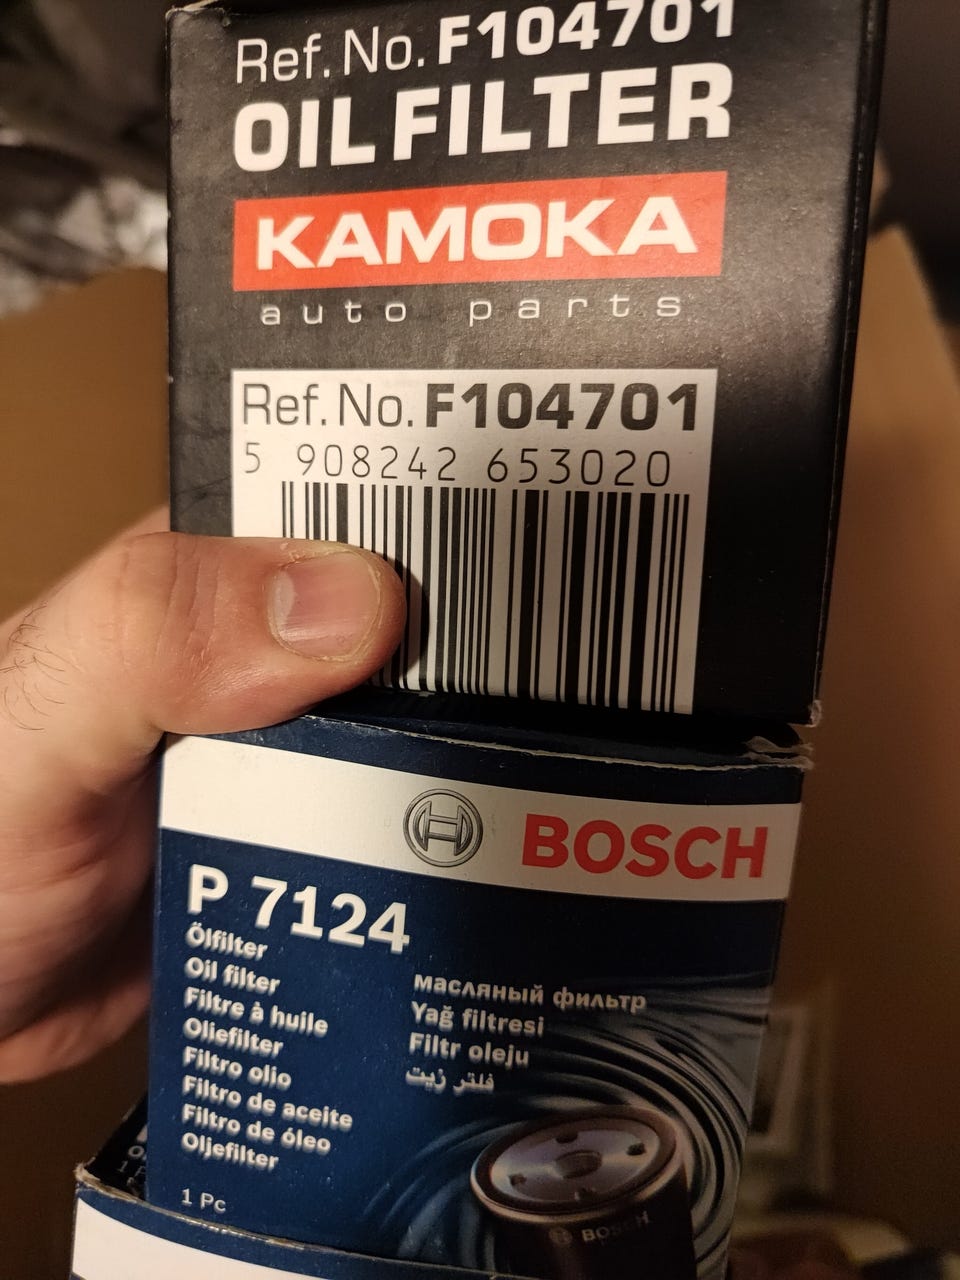 Ref. No. F104701
OIL FILTER
KAMOKA
auto parts
Ref. No. F104701
5 908242 653020
BOSCH
P 7124
Ölfilter
Oil filter
Filtre à huile
Oliefilter
Filtro olio
Filtro de aceite
Filtro de óleo
Oljefilter
масляный фильтр
Yağ filtresi
Filtr oleju
فلتر زيت
1 Pc
BOSCH